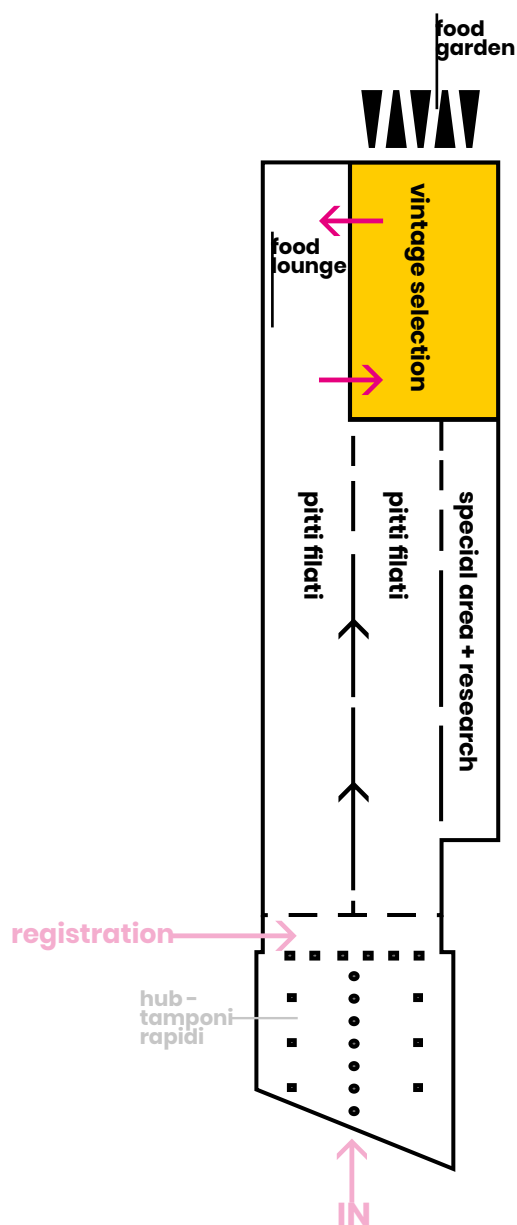 food
garden
vintage selection
food
lounge
pitti filati
pitti filati
special area + research
registration
hub -
tamponi
rapidi
IN